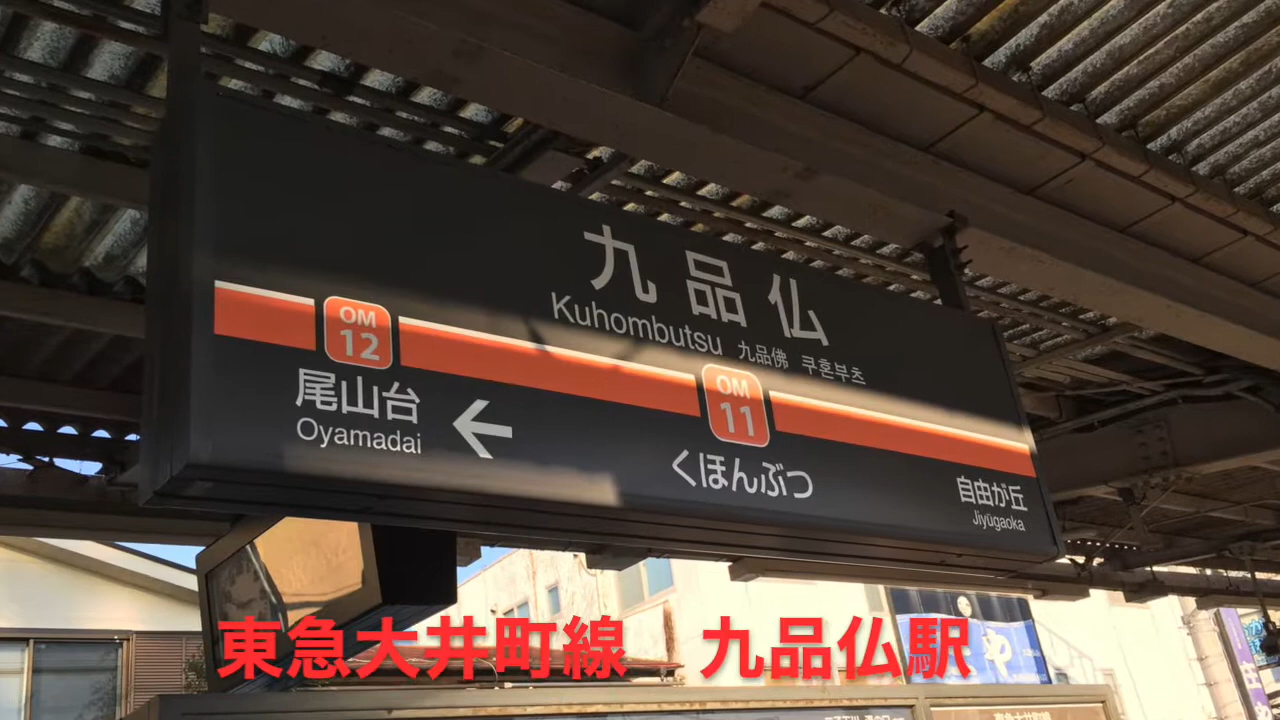 九品仏
Kuhombutsu 九品佛 쿠혼부츠
OM
12
OM
11
尾山台
Oyamadai
くほんぶつ
自由が丘
Jiyūgaoka
東急大井町線 九品仏駅